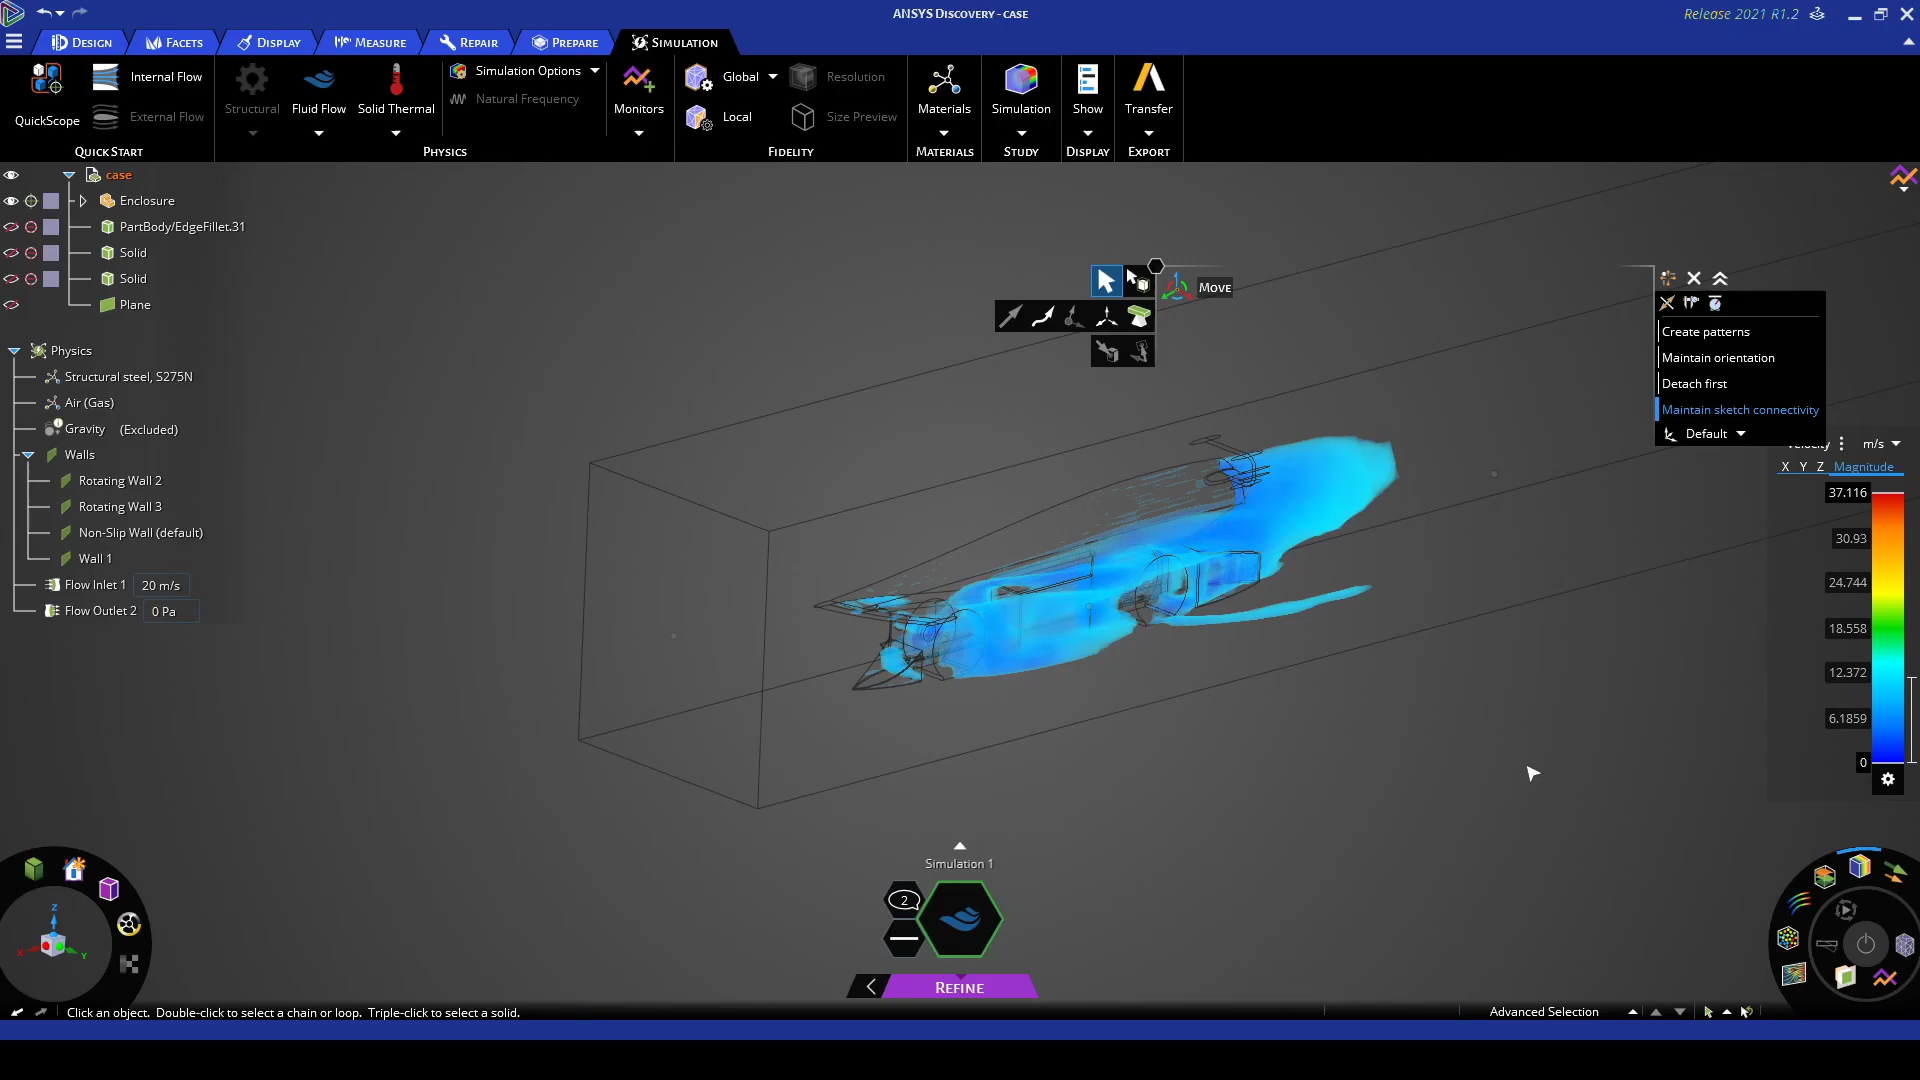 ANSYS DISCOVERY - CASE
Release 2021 R1.2
DESIGN
FACETS
DISPLAY
MEASURE
REPAIR
PREPARE
SIMULATION
Internal Flow
Simulation Options
Global
Resolution
Natural Frequency
Structural
Fluid Flow
Solid Thermal
Monitors
Materials
Simulation
Show
Transfer
QuickScope
External Flow
Local
Size Preview
QUICK START
PHYSICS
FIDELITY
MATERIALS
STUDY
DISPLAY
EXPORT
case
Enclosure
PartBody/EdgeFillet.31
Solid
Solid
Plane
MOVE
Create patterns
Maintain orientation
Detach first
Maintain sketch connectivity
Default
Physics
Structural steel, S275N
Air (Gas)
Gravity (Excluded)
Walls
Rotating Wall 2
Rotating Wall 3
Non-Slip Wall (default)
Wall 1
Flow Inlet 1 20 m/s
Flow Outlet 2 0 Pa
Velocity m/s
X Y Z Magnitude
37.116
30.93
24.744
18.558
12.372
6.1859
0
Z
X
Y
Simulation 1
2
REFINE
Click an object. Double-click to select a chain or loop. Triple-click to select a solid.
Advanced Selection